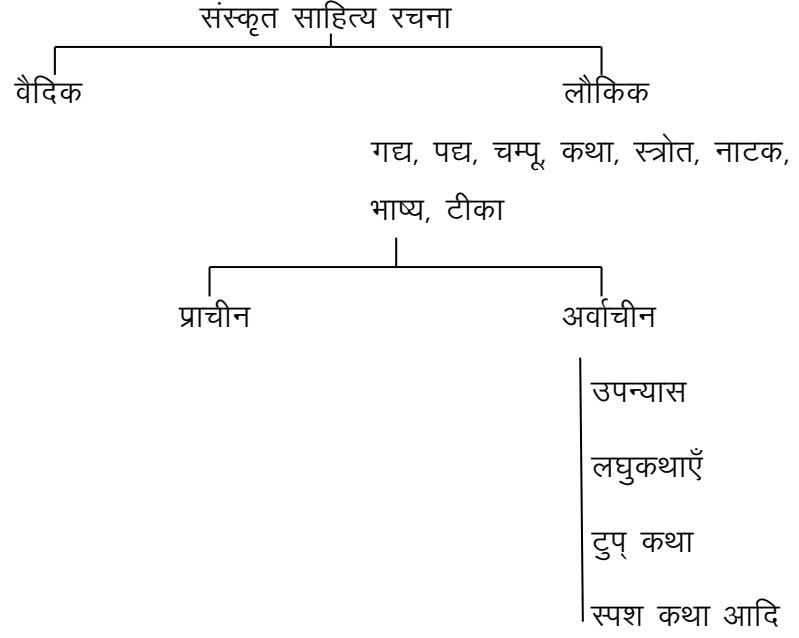 संस्कृत साहित्य रचना
वैदिक लौकिक
गद्य, पद्य, चम्पू, कथा, स्त्रोत, नाटक,
भाष्य, टीका
प्राचीन अर्वाचीन
उपन्यास
लघुकथाएँ
टुप् कथा
स्पश कथा आदि